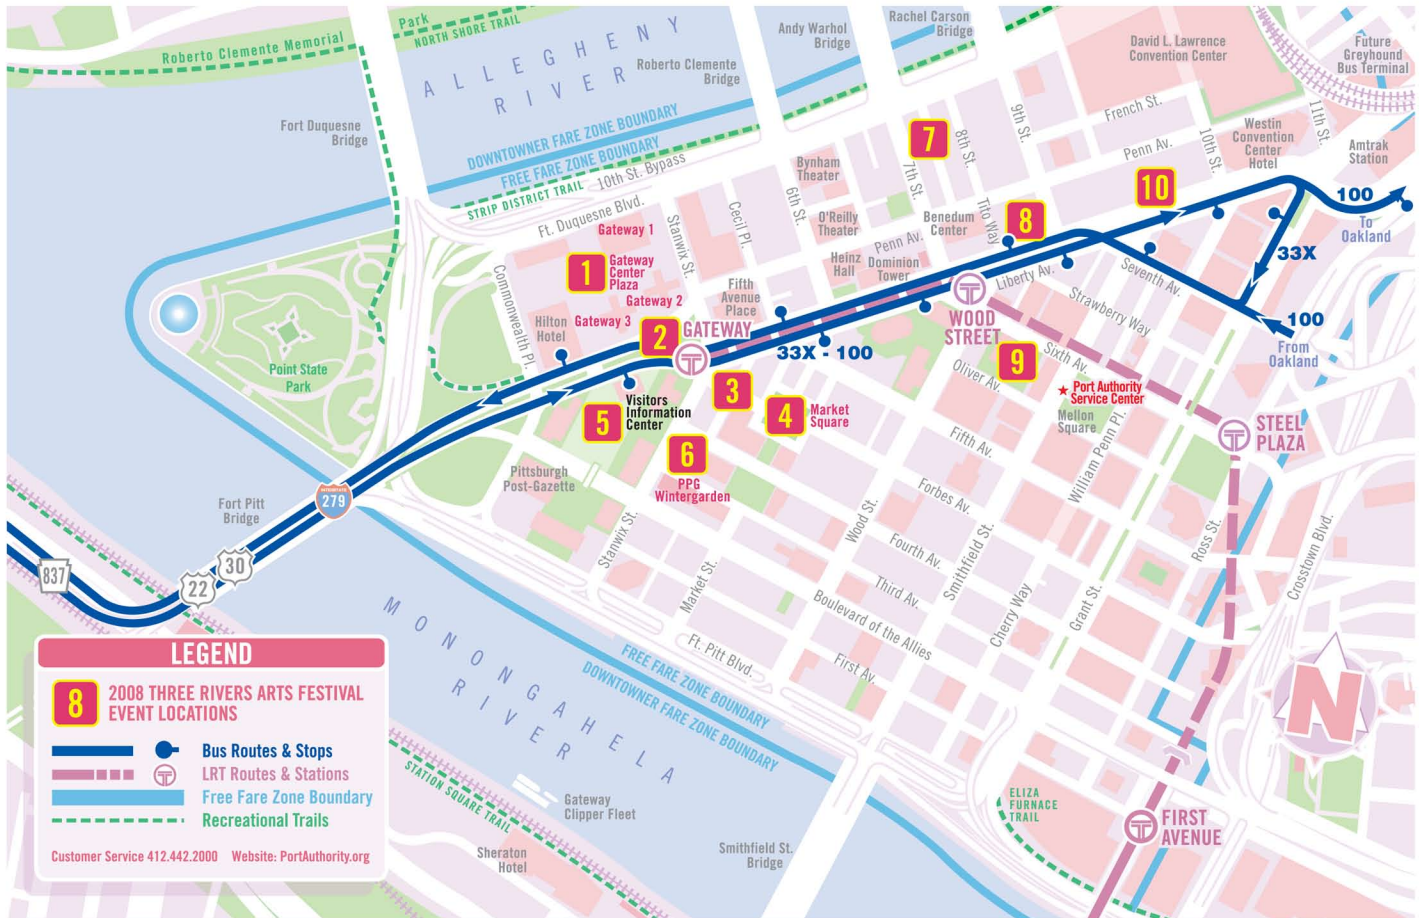 Park
NORTH SHORE TRAIL
Roberto Clemente Memorial
ALLEGHENY
RIVER
Roberto Clemente
Bridge
Andy Warhol
Bridge
Rachel Carson
Bridge
David L. Lawrence
Convention Center
Future
Greyhound
Bus Terminal
Fort Duquesne
Bridge
DOWNTOWNER FARE ZONE BOUNDARY
FREE FARE ZONE BOUNDARY
STRIP DISTRICT TRAIL
10th St. Bypass
Ft. Duquesne Blvd.
French St.
Penn Av.
9th St.
10th St.
11th St.
8th St.
7th St.
6th St.
Tito Way
Cecil Pl.
Stanwix St.
Commonwealth Pl.
Westin
Convention
Center
Hotel
Amtrak
Station
Bynham
Theater
O'Reilly
Theater
Penn Av.
Benedum
Center
Heinz
Hall
Dominion
Tower
7
8
10
100
To
Oakland
33X
100
From
Oakland
Gateway 1
1
Gateway
Center
Plaza
Gateway 2
Gateway 3
Hilton
Hotel
Fifth
Avenue
Place
2
GATEWAY
T
33X - 100
T
WOOD
STREET
Liberty Av.
Seventh Av.
Strawberry Way
Sixth Av.
Oliver Av.
9
Port Authority
Service Center
Mellon
Square
William Penn Pl.
T
STEEL
PLAZA
Point State
Park
3
4
Market
Square
5
Visitors
Information
Center
6
PPG
Wintergarden
Pittsburgh
Post-Gazette
Fifth Av.
Forbes Av.
Fourth Av.
Third Av.
Boulevard of the Allies
First Av.
Ft. Pitt Blvd.
Stanwix St.
Market St.
Wood St.
Smithfield St.
Cherry Way
Grant St.
Ross St.
Crosstown Blvd.
INTERSTATE
279
Fort Pitt
Bridge
30
22
837
MONONGAHELA
RIVER
FREE FARE ZONE BOUNDARY
DOWNTOWNER FARE ZONE BOUNDARY
N
ELIZA
FURNACE
TRAIL
T
FIRST
AVENUE
STATION SQUARE TRAIL
Gateway
Clipper Fleet
Sheraton
Hotel
Smithfield St.
Bridge
LEGEND
8
2008 THREE RIVERS ARTS FESTIVAL
EVENT LOCATIONS
Bus Routes & Stops
T
LRT Routes & Stations
Free Fare Zone Boundary
Recreational Trails
Customer Service 412.442.2000 Website: PortAuthority.org